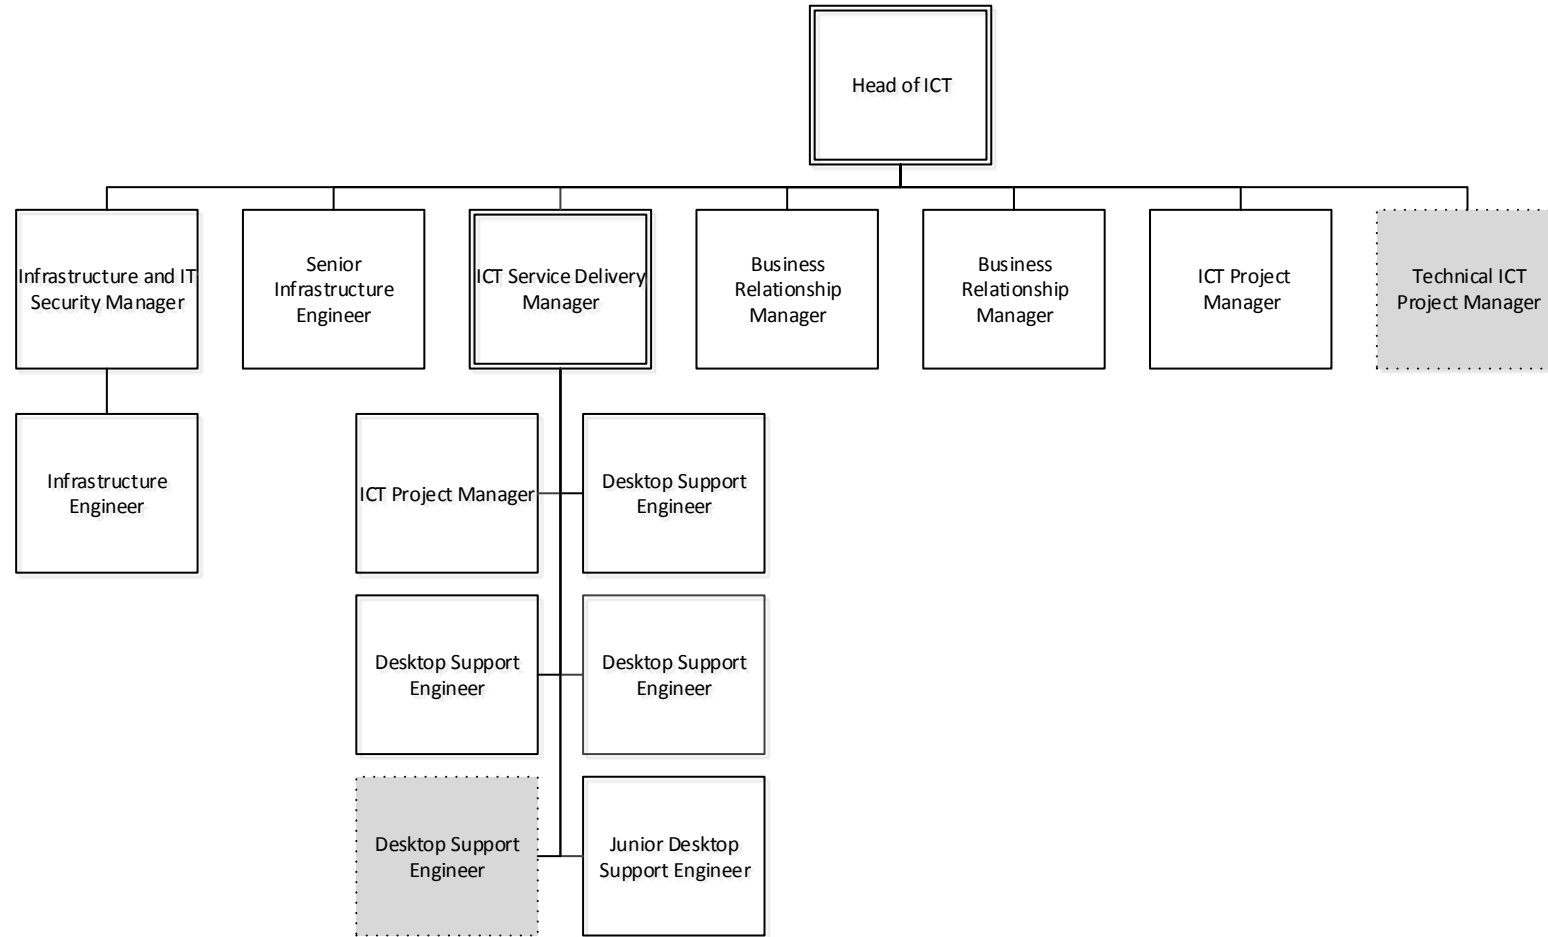 Head of ICT
Infrastructure and IT
Security Manager
Senior
Infrastructure
Engineer
ICT Service Delivery
Manager
Business
Relationship
Manager
Business
Relationship
Manager
ICT Project
Manager
Technical ICT
Project Manager
Infrastructure
Engineer
ICT Project Manager
Desktop Support
Engineer
Desktop Support
Engineer
Desktop Support
Engineer
Desktop Support
Engineer
Junior Desktop
Support Engineer